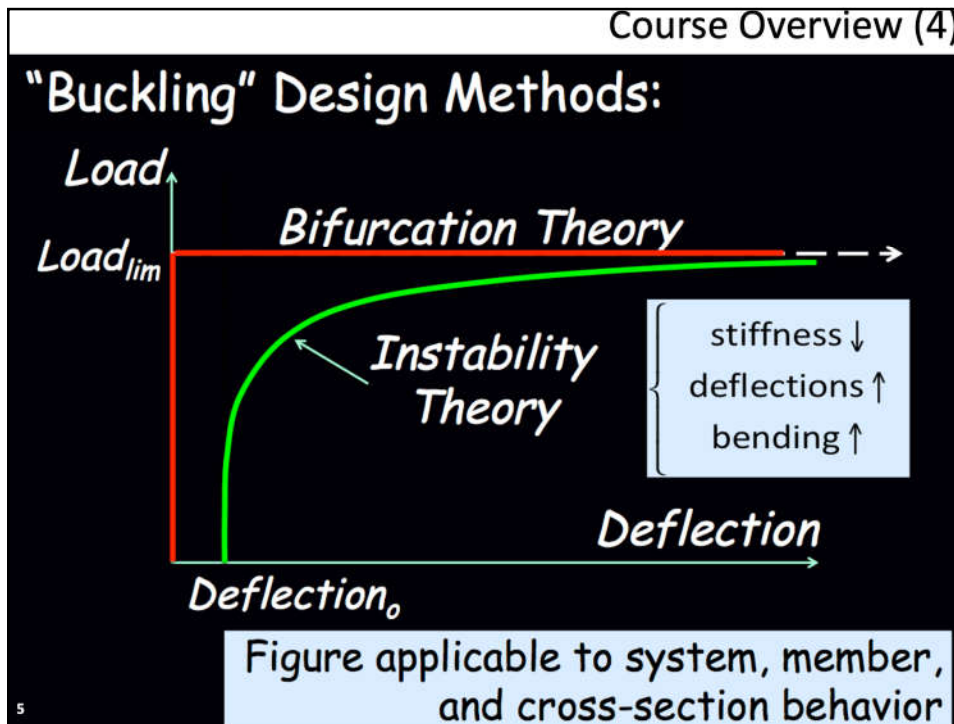 Course Overview (4)
"Buckling" Design Methods:
Load
Bifurcation Theory
Load_lim
Instability
Theory
stiffness ↓
deflections ↑
bending ↑
Deflection
Deflection_o
Figure applicable to system, member,
and cross-section behavior
5